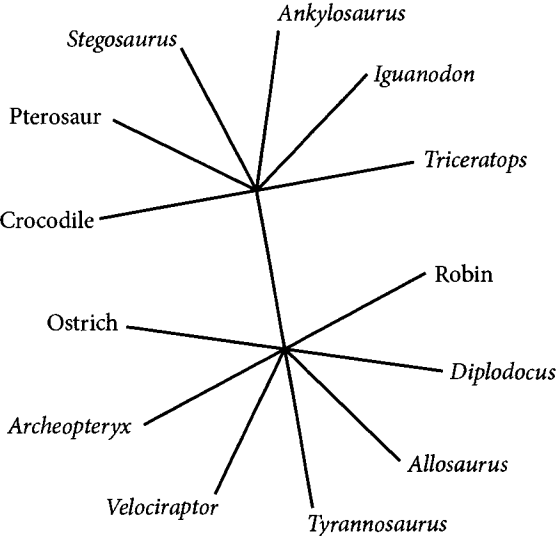 Ankylosaurus
Stegosaurus
Iguanodon
Pterosaur
Triceratops
Crocodile
Robin
Ostrich
Diplodocus
Archeopteryx
Allosaurus
Velociraptor
Tyrannosaurus